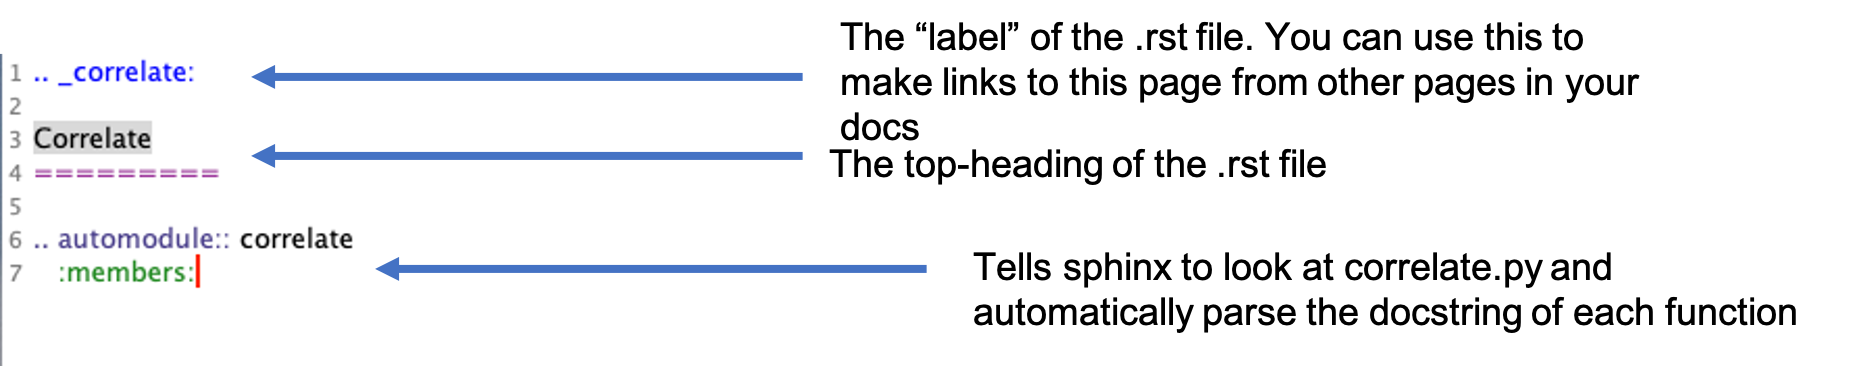 The “label” of the .rst file. You can use this to
make links to this page from other pages in your
docs
1 .. _correlate:
2
3 Correlate
4 =========
The top-heading of the .rst file
5
6 .. automodule:: correlate
7   :members:
Tells sphinx to look at correlate.py and
automatically parse the docstring of each function